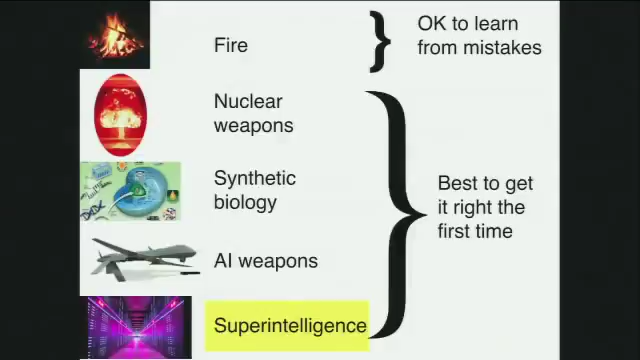 Fire
OK to learn
from mistakes
Nuclear
weapons
Synthetic
biology
AI weapons
Superintelligence
Best to get
it right the
first time